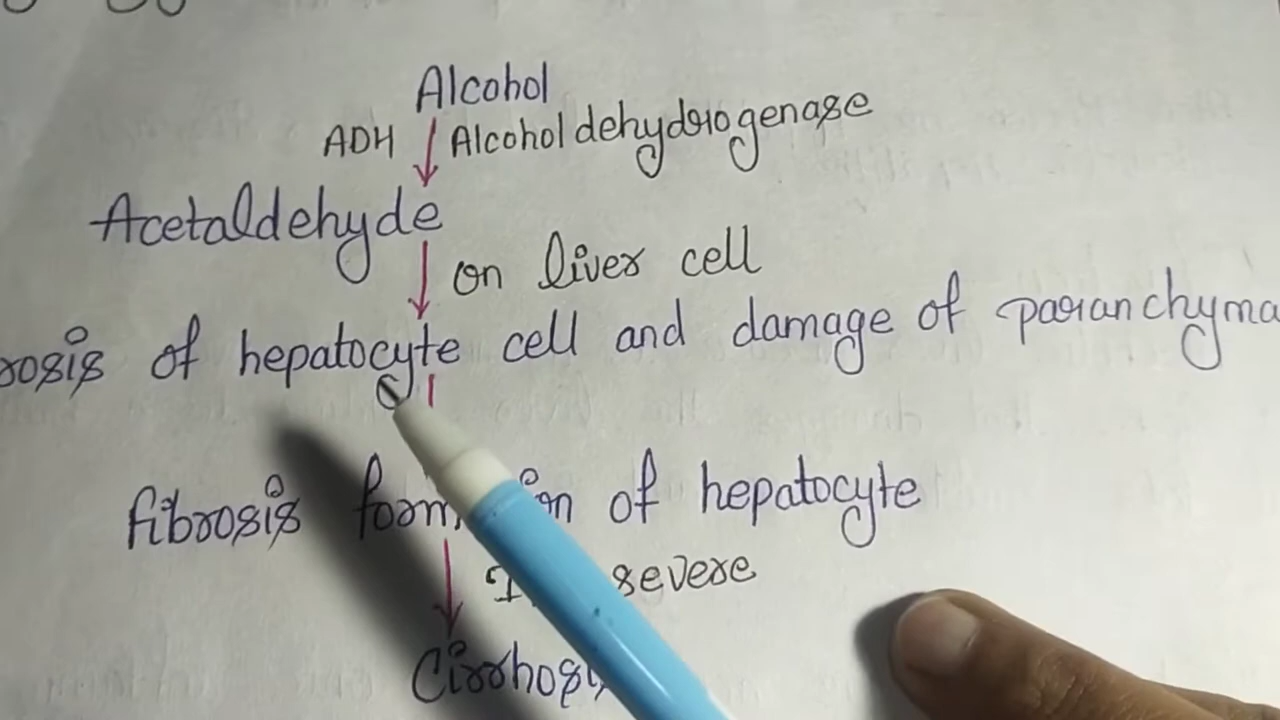 Alcohol
ADH Alcohol dehydrogenase
Acetaldehyde
on liver cell
rosis of hepatocyte cell and damage of paranchyma
fibrosis of hepatocyte
severe